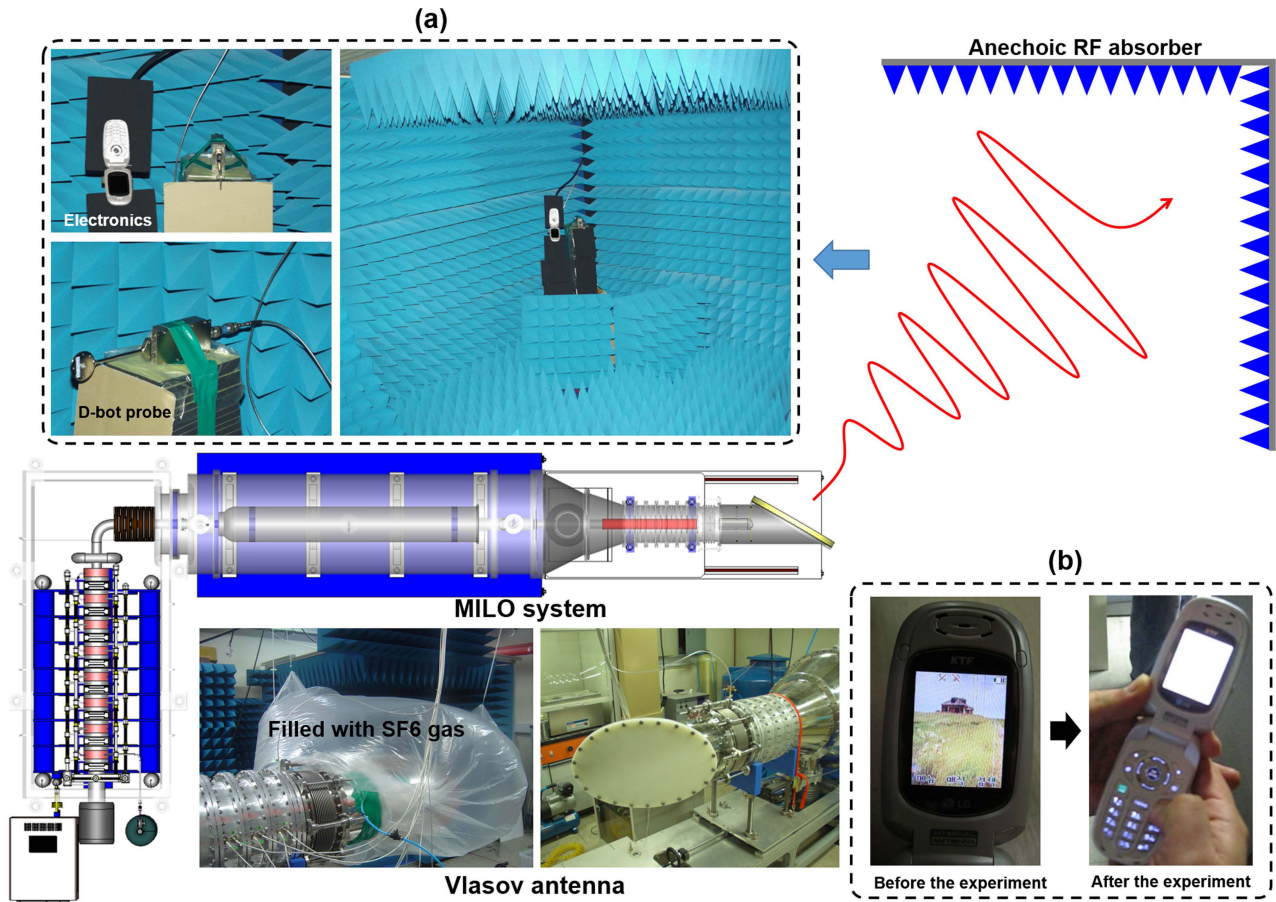 (a)
Anechoic RF absorber
Electronics
D-bot probe
MILO system
(b)
Filled with SF6 gas
KTF
LG
Vlasov antenna
Before the experiment
After the experiment